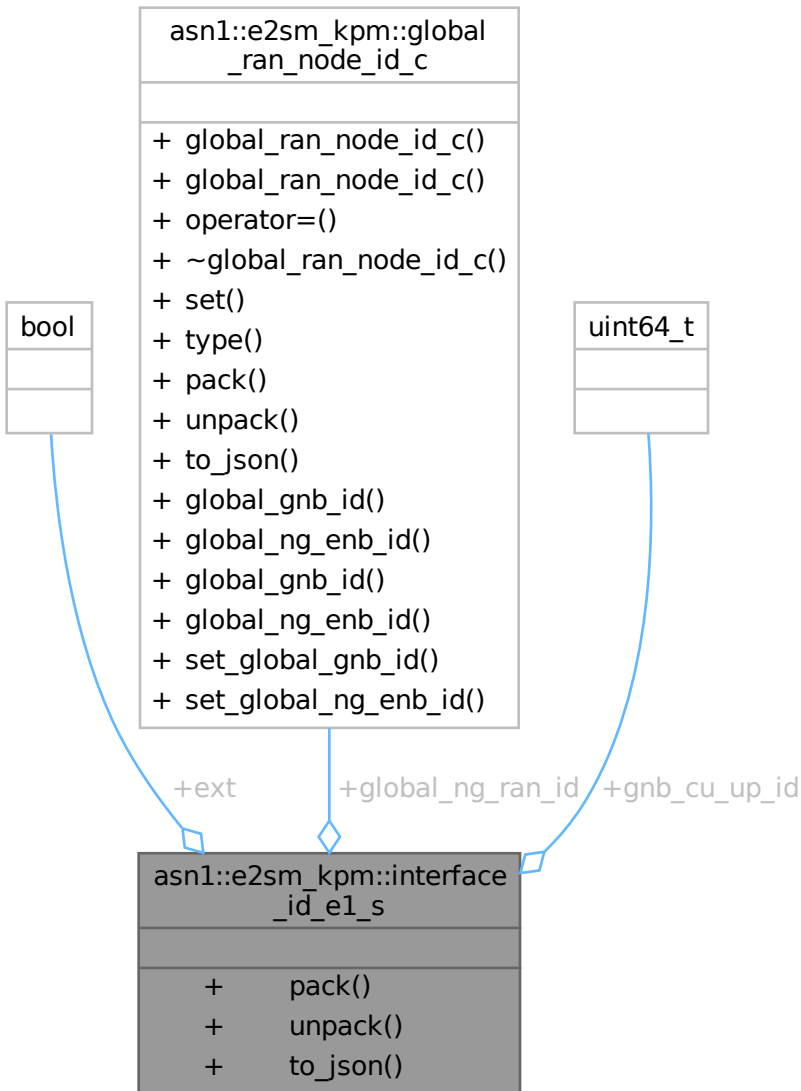 asn1::e2sm_kpm::global
_ran_node_id_c
+ global_ran_node_id_c()
+ global_ran_node_id_c()
+ operator=()
+ ~global_ran_node_id_c()
+ set()
+ type()
+ pack()
+ unpack()
+ to_json()
+ global_gnb_id()
+ global_ng_enb_id()
+ global_gnb_id()
+ global_ng_enb_id()
+ set_global_gnb_id()
+ set_global_ng_enb_id()
bool
uint64_t
+ext
+global_ng_ran_id
+gnb_cu_up_id
asn1::e2sm_kpm::interface
_id_e1_s
+ pack()
+ unpack()
+ to_json()